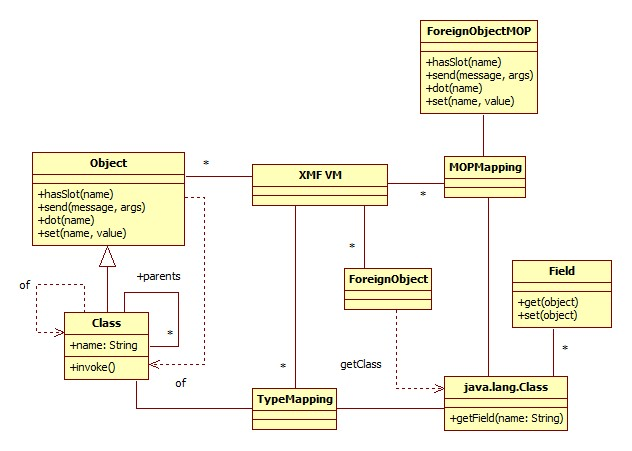 ForeignObjectMOP
+hasSlot(name)
+send(message, args)
+dot(name)
+set(name, value)
Object
+hasSlot(name)
+send(message, args)
+dot(name)
+set(name, value)
*
XMF VM
*
MOPMapping
*
ForeignObject
Field
+get(object)
+set(object)
*
of
+parents
*
Class
+name: String
+invoke()
of
*
TypeMapping
getClass
java.lang.Class
+getField(name: String)